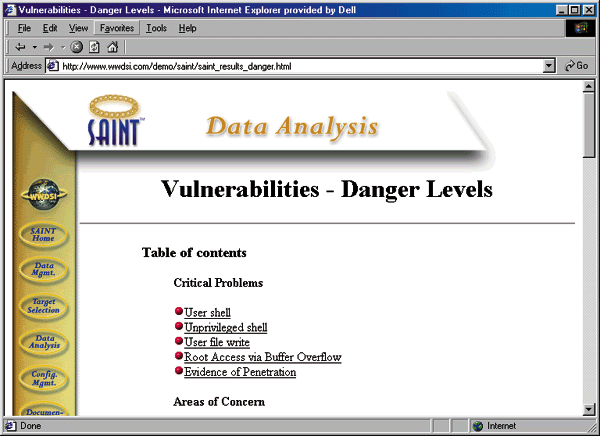 Vulnerabilities - Danger Levels - Microsoft Internet Explorer provided by Dell
File Edit View Favorites Tools Help
Address http://www.wwdsi.com/demo/saint/saint_results_danger.html Go
SAINT™
Data Analysis
Vulnerabilities - Danger Levels
WWDSI
SAINT Home
Data Mgmt.
Target Selection
Data Analysis
Config. Mgmt.
Documen-
Table of contents
Critical Problems
User shell
Unprivileged shell
User file write
Root Access via Buffer Overflow
Evidence of Penetration
Areas of Concern
Done Internet